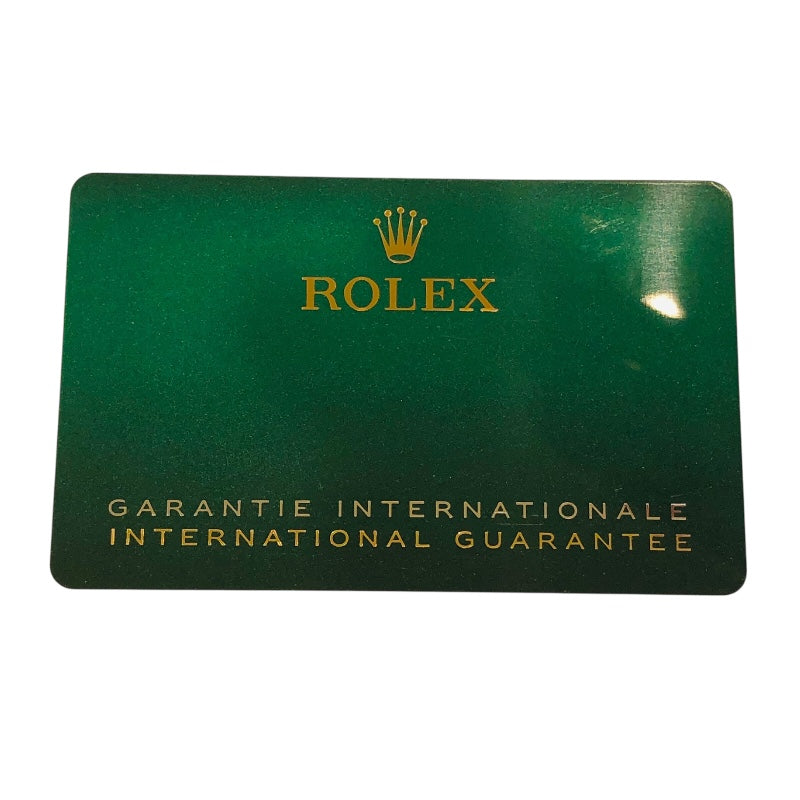 ROLEX
GARANTIE INTERNATIONALE
INTERNATIONAL GUARANTEE